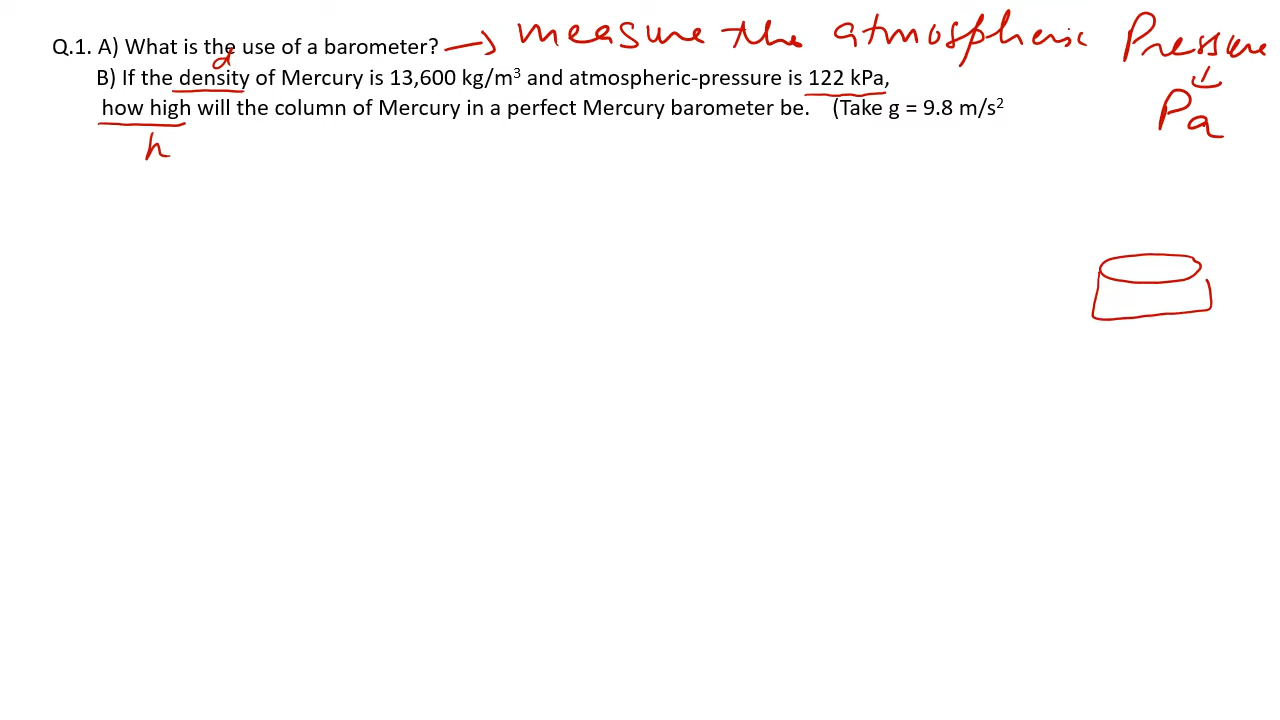 Q.1. A) What is the use of a barometer? → measure the atmospheric Pressure
d
B) If the density of Mercury is 13,600 kg/m³ and atmospheric-pressure is 122 kPa,
Pa
how high will the column of Mercury in a perfect Mercury barometer be. (Take g = 9.8 m/s²
h